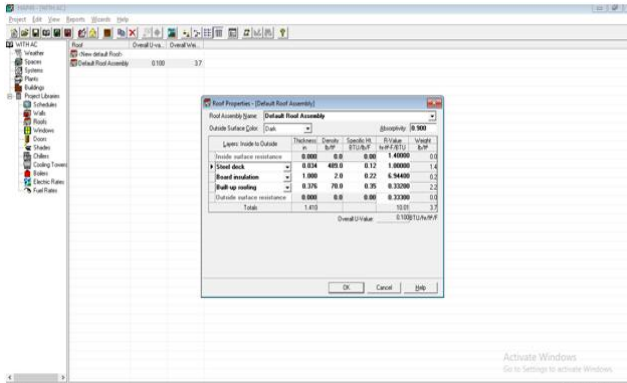 Project Edit View Reports Wizards Help
WITH AC
Weather
Spaces
Systems
Plants
Buildings
Project Libraries
Schedules
Walls
Roofs
Windows
Doors
Shades
Chillers
Cooling Towers
Boilers
Electric Rates
Fuel Rates
Roof Overall U-va... Overall Wei...
<New default Roof>
Default Roof Assembly 0.100 3.7
Roof Properties - [Default Roof Assembly]
Roof Assembly Name: Default Roof Assembly
Outside Surface Color: Dark Absorptivity: 0.900
Layers: Inside to Outside Thickness in Density lb/ft³ Specific Ht. BTU/lb/F R-Value hr-ft²-F/BTU Weight lb/ft²
Inside surface resistance 0.000 0.0 0.00 1.40000 0.0
Steel deck 0.034 489.0 0.12 1.00000 1.4
Board insulation 1.000 2.0 0.22 6.94400 0.2
Built-up roofing 0.376 70.0 0.35 0.33200 2.2
Outside surface resistance 0.000 0.0 0.00 0.33300 0.0
Totals 1.410 10.01 3.7
Overall U-Value: 0.100 BTU/hr/ft²/F
OK Cancel Help
Activate Windows
Go to Settings to activate Windows.